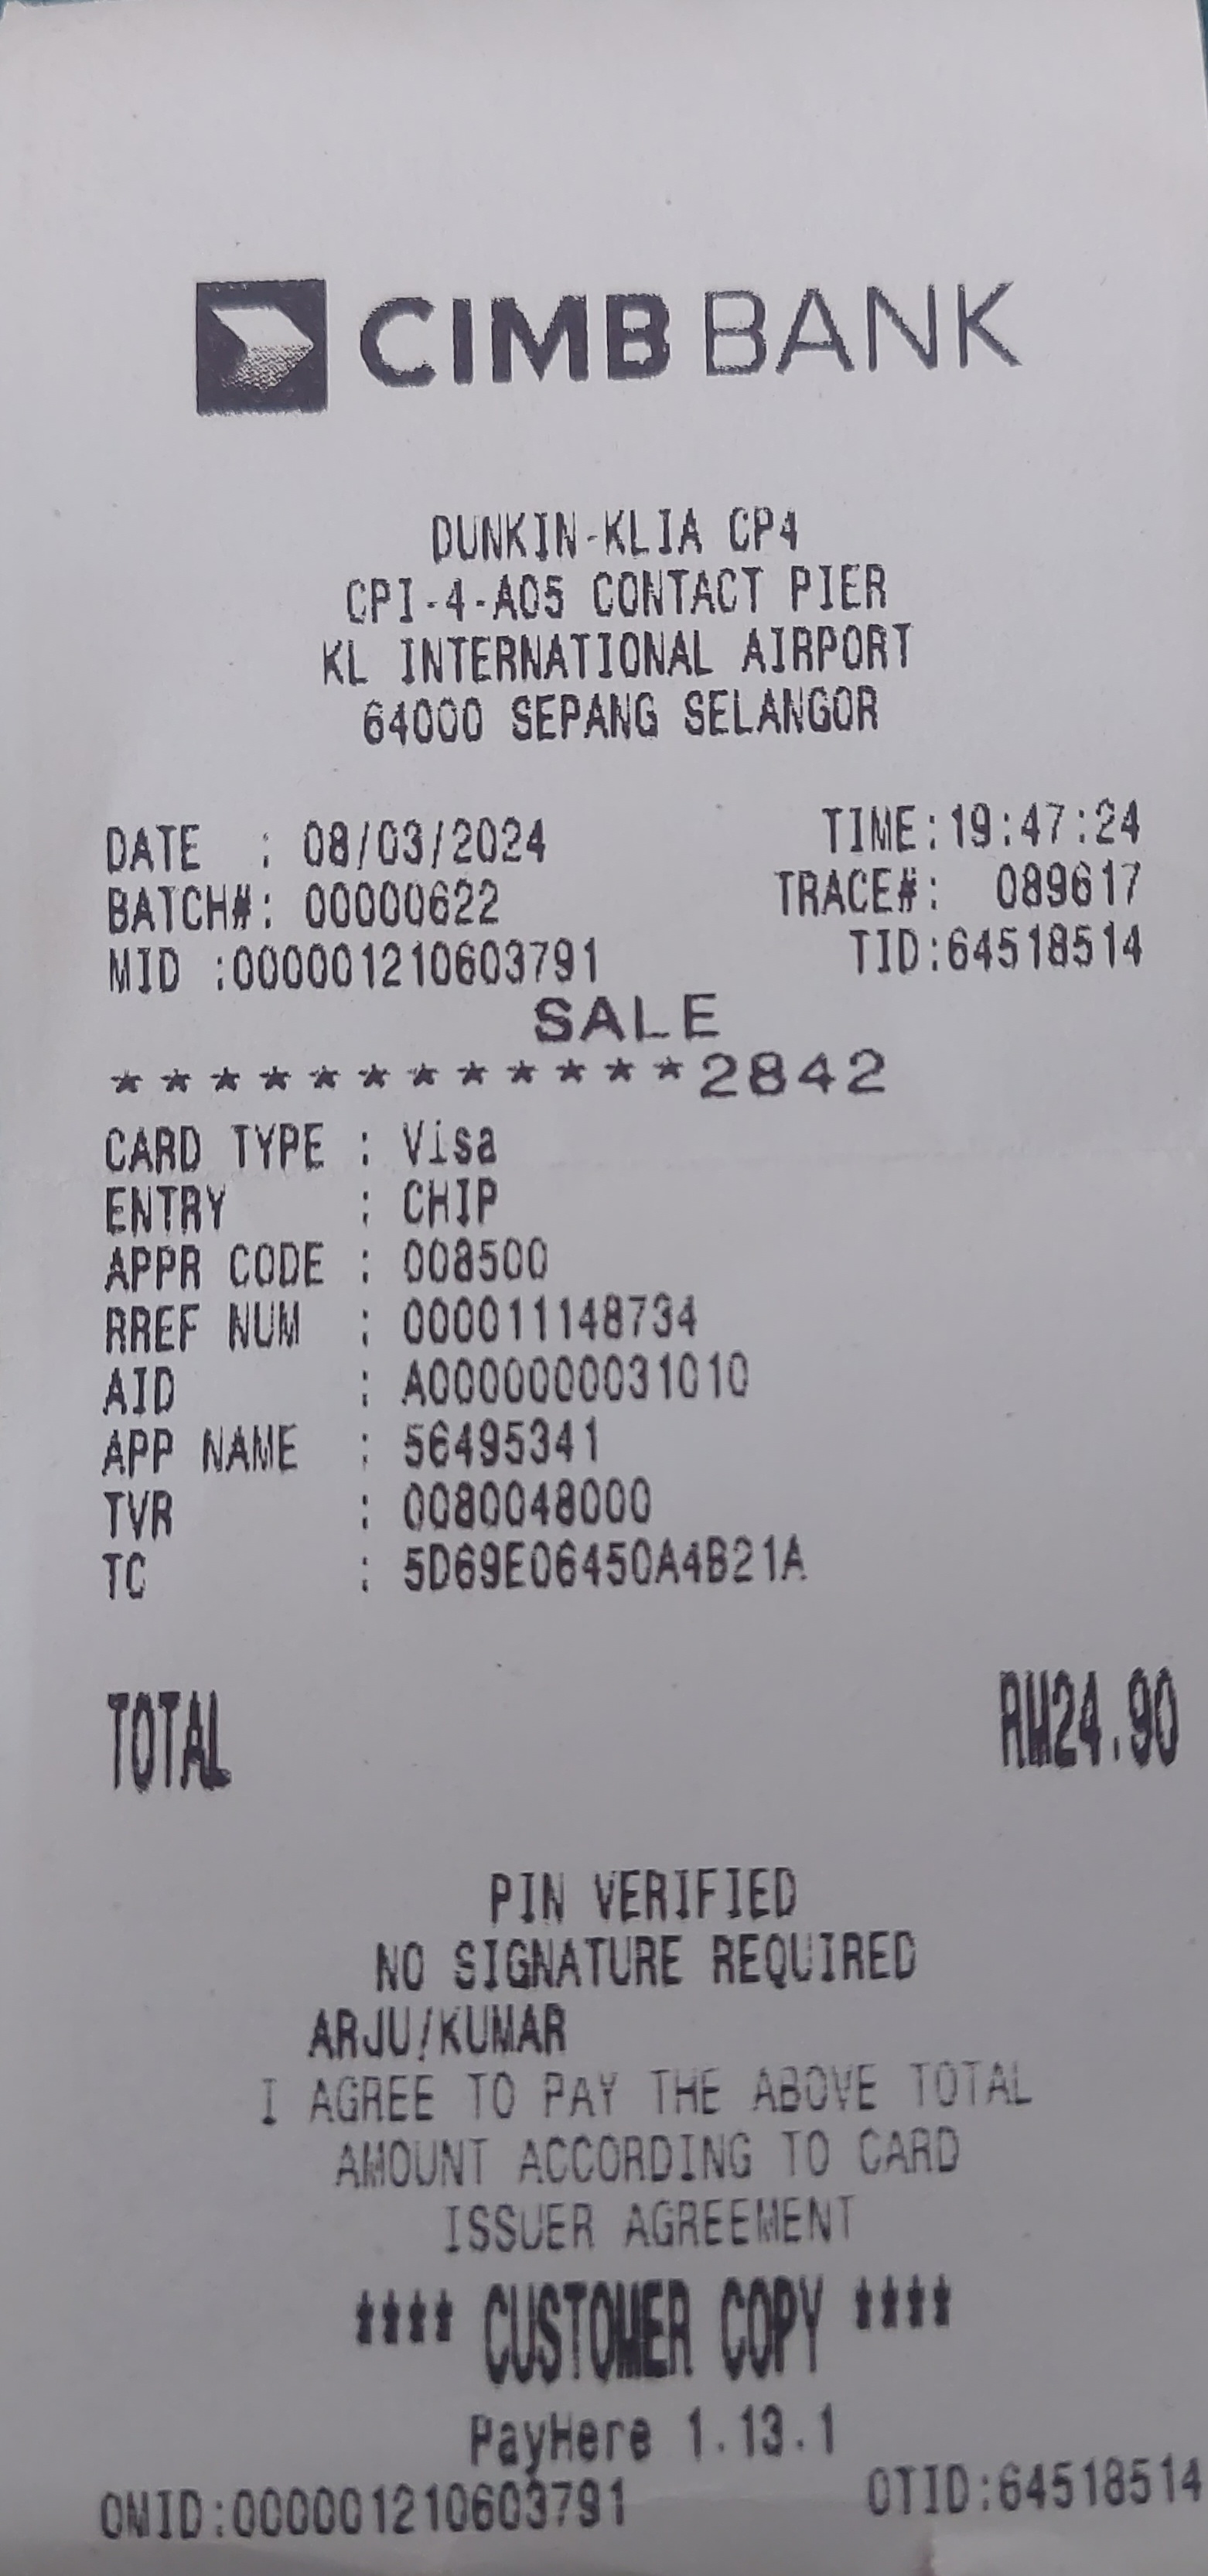 CIMB BANK
DUNKIN-KLIA CP4
CPI-4-A05 CONTACT PIER
KL INTERNATIONAL AIRPORT
64000 SEPANG SELANGOR
DATE : 08/03/2024 TIME:19:47:24
BATCH#: 00000622 TRACE#: 089617
MID :000001210603791 TID:64518514
SALE
************2842
CARD TYPE : Visa
ENTRY : CHIP
APPR CODE : 008500
RREF NUM : 000011148734
AID : A0000000031010
APP NAME : 56495341
TVR : 0080048000
TC : 5D69E06450A4B21A
TOTAL RM24.90
PIN VERIFIED
NO SIGNATURE REQUIRED
ARJU/KUMAR
I AGREE TO PAY THE ABOVE TOTAL
AMOUNT ACCORDING TO CARD
ISSUER AGREEMENT
**** CUSTOMER COPY ****
PayHere 1.13.1
OMID:000001210603791 OTID:64518514